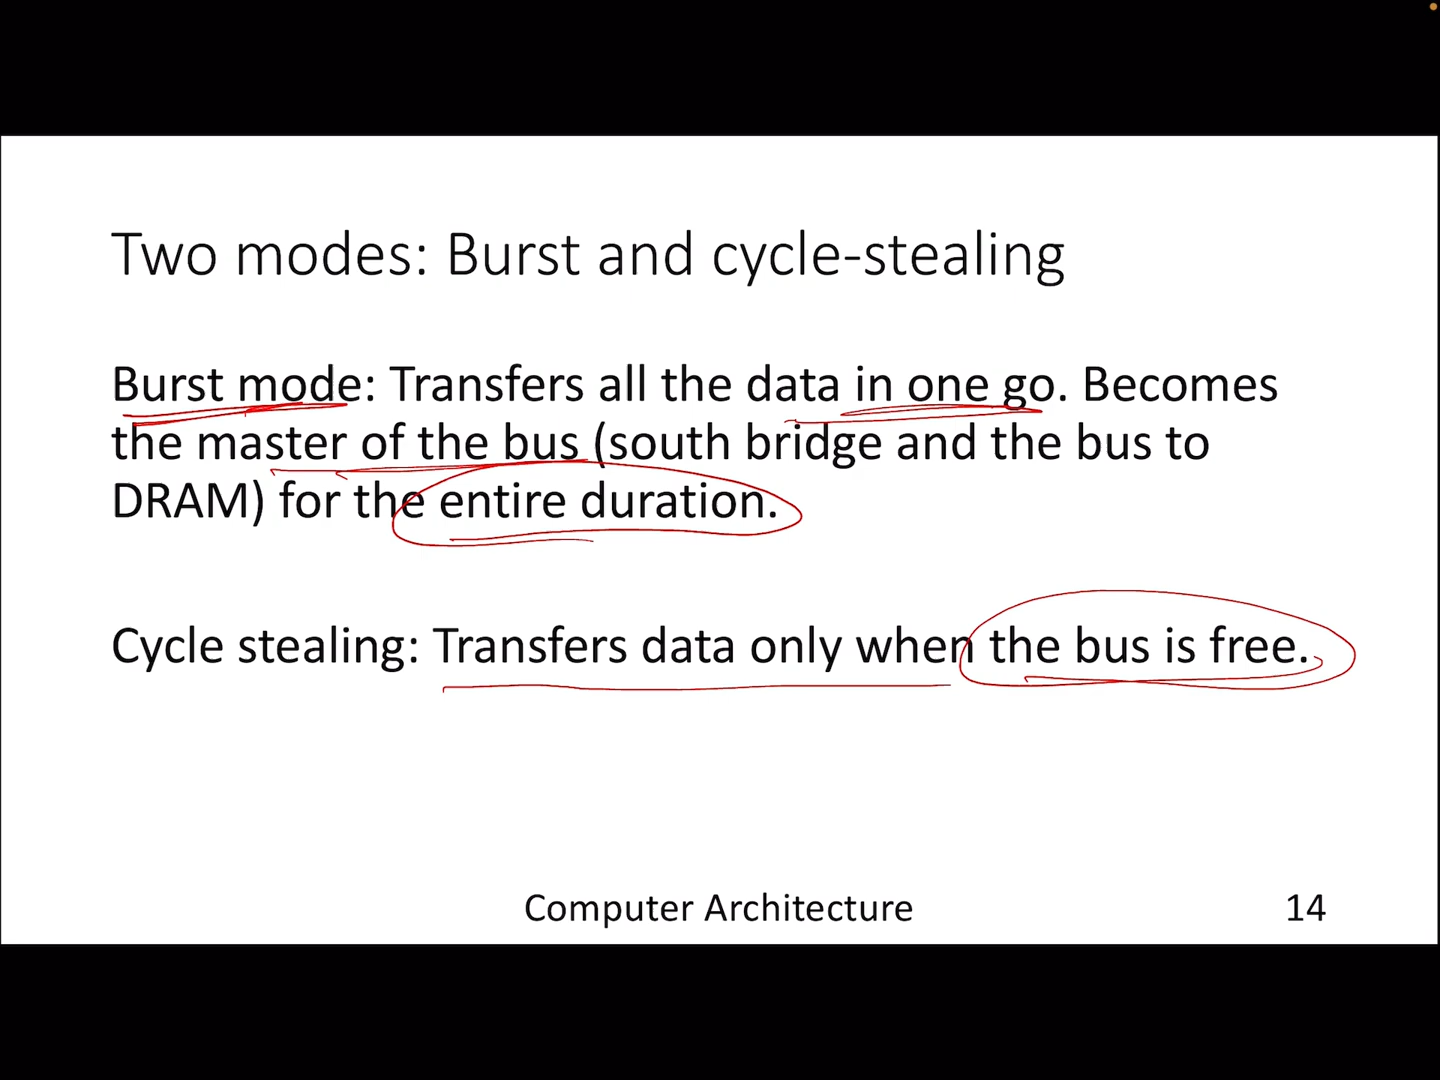 Two modes: Burst and cycle-stealing
Burst mode: Transfers all the data in one go. Becomes
the master of the bus (south bridge and the bus to
DRAM) for the entire duration.
Cycle stealing: Transfers data only when the bus is free.
Computer Architecture
14